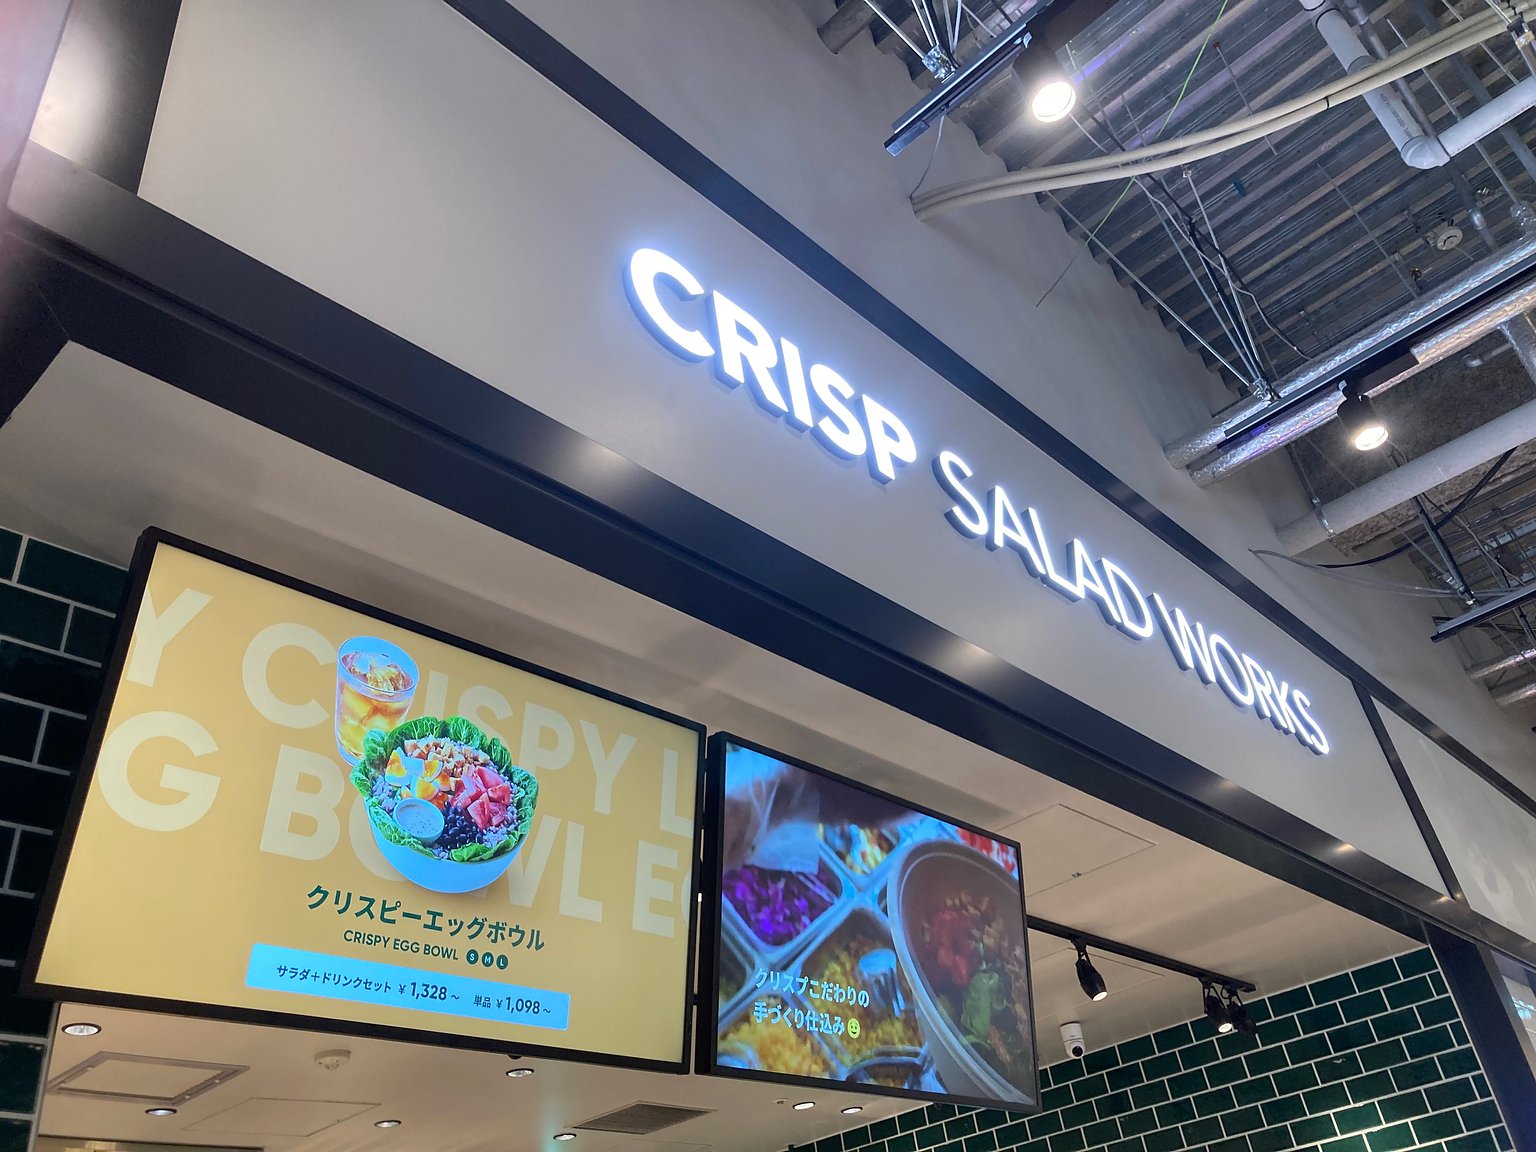 CRISP SALAD WORKS
Y CRISPY L
G BOWL EG
クリスピーエッグボウル
CRISPY EGG BOWL S M L
サラダ+ドリンクセット ¥1,328～ 単品 ¥1,098～
クリスプこだわりの
手づくり仕込み